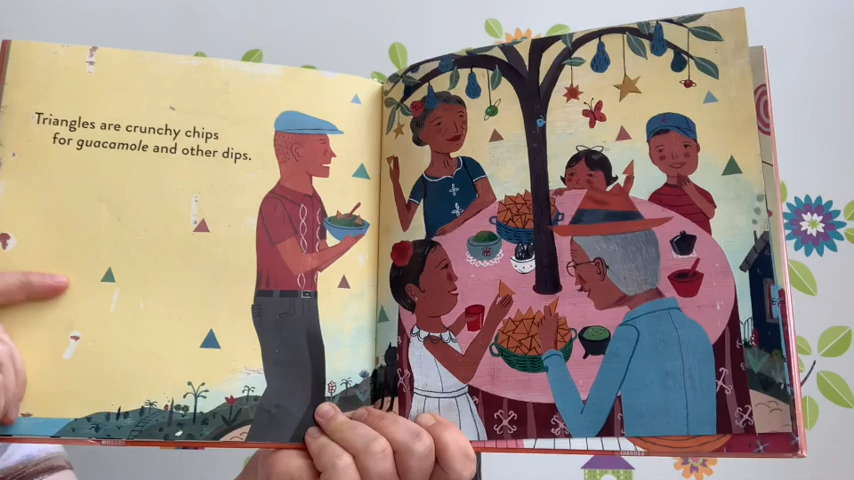 Triangles are crunchy chips
for guacamole and other dips.